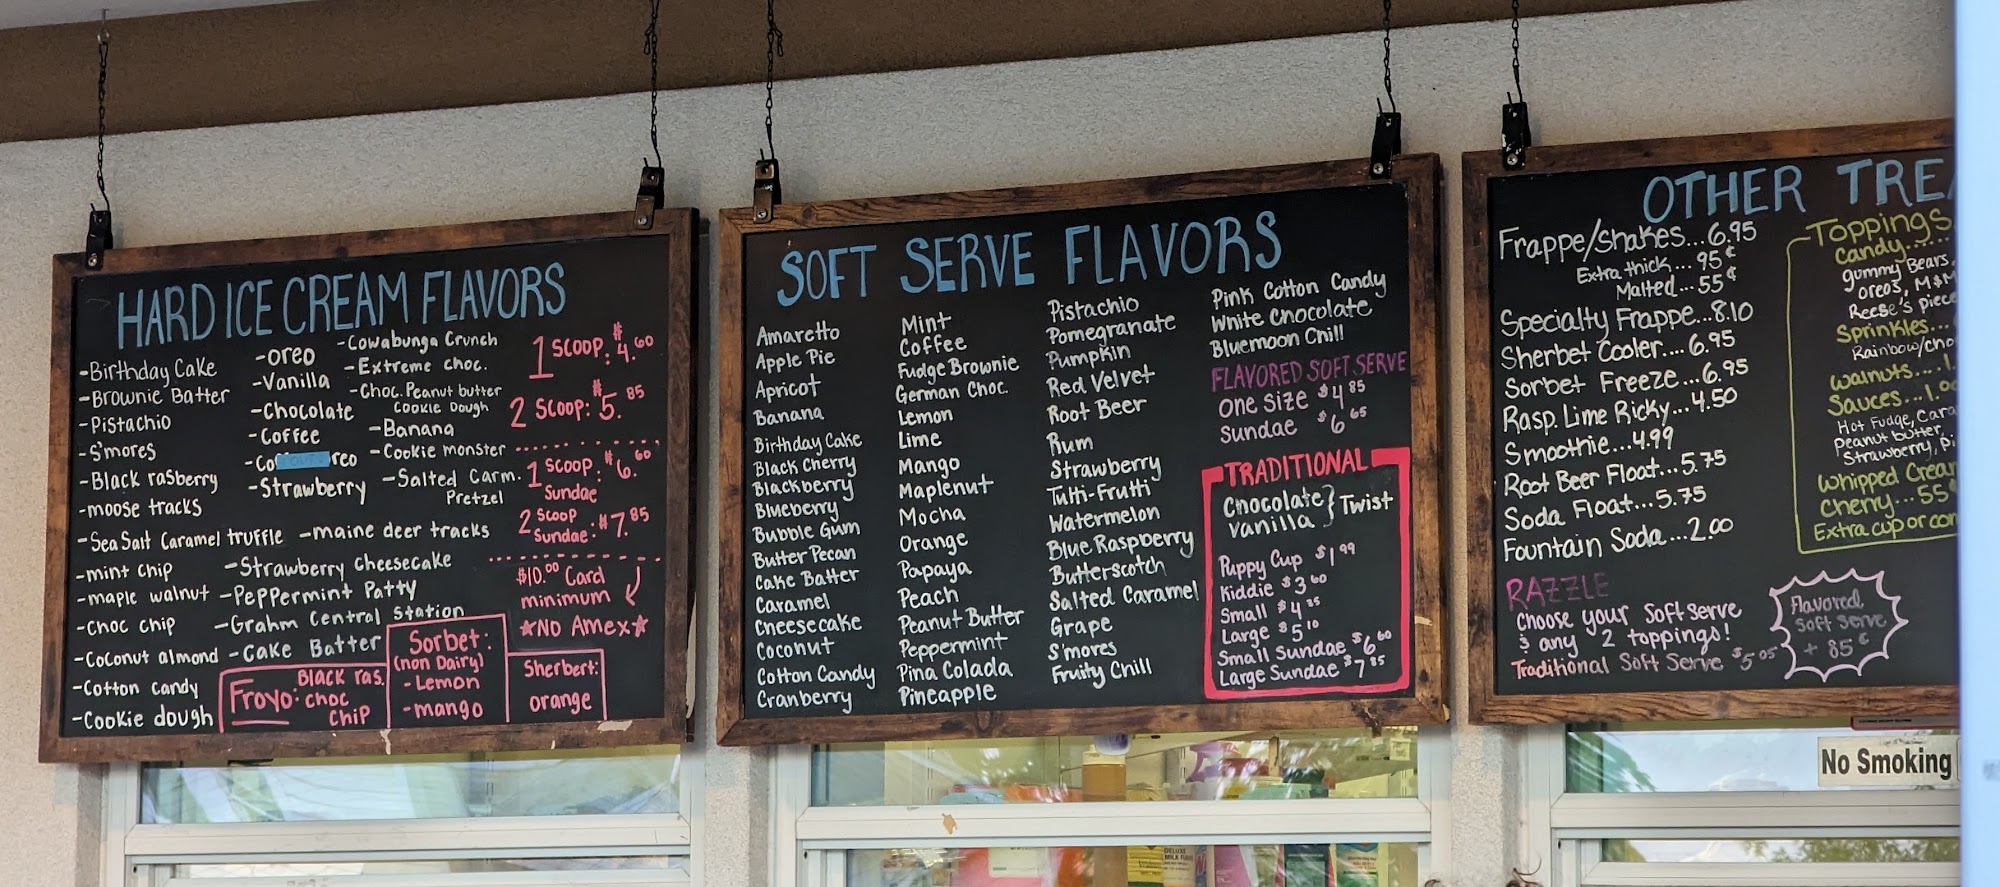 HARD ICE CREAM FLAVORS
-Birthday Cake
-Brownie Batter
-Pistachio
-S'mores
-Black raSberry
-moose tracks
-Sea Salt Caramel truffle
-mint chip
-maple walnut
-choc chip
-Coconut almond
-Cotton candy
-Cookie dough
-oreo
-Vanilla
-Chocolate
-Coffee
-Co OUT reo
-Strawberry
-Cowabunga Crunch
-Extreme choc.
-Choc. Peanut butter
Cookie Dough
-Banana
-Cookie monster
-Salted Carm.
Pretzel
-maine deer tracks
-Strawberry cheesecake
-Peppermint Patty
-Grahm Central Station
-Cake Batter
Froyo: BLACK ras.
choc
chip
Sorbet:
(non Dairy)
-Lemon
-mango
Sherbert:
orange
1 SCOOP: $4.60
2 SCOOP: $5.85
1 SCOOP: $6.60
Sundae
2 SCOOP
Sundae: $7.85
$10.00 Card
minimum
*NO AMEX*
SOFT SERVE FLAVORS
Amaretto
Apple Pie
Apricot
Banana
Birthday Cake
Black Cherry
Blackberry
Blueberry
Bubble Gum
Butter Pecan
Cake Batter
Caramel
Cheesecake
Coconut
Cotton Candy
Cranberry
Mint
Coffee
Fudge Brownie
German Choc.
Lemon
Lime
Mango
Maplenut
Mocha
Orange
Papaya
Peach
Peanut Butter
Peppermint
Pina Colada
Pineapple
Pistachio
Pomegranate
Pumpkin
Red Velvet
Root Beer
Rum
Strawberry
Tutti-Frutti
Watermelon
Blue Raspberry
Butterscotch
Salted Caramel
Grape
S'mores
Fruity Chill
Pink Cotton Candy
White Chocolate
Bluemoon Chill
FLAVORED SOFT SERVE
One Size $4.85
Sundae $6.65
TRADITIONAL
Chocolate } Twist
Vanilla
Puppy Cup $1.99
Kiddie $3.60
Small $4.35
Large $5.10
Small Sundae $6.60
Large Sundae $7.85
OTHER TREA
Frappe/Shakes...6.95
Extra thick...95¢
Malted...55¢
Specialty Frappe...8.10
Sherbet Cooler....6.95
Sorbet Freeze...6.95
Rasp. Lime Ricky...4.50
Smoothie...4.99
Root Beer Float...5.75
Soda Float...5.75
Fountain Soda...2.00
RAZZLE
Choose your Soft serve
& any 2 toppings!
Traditional Soft Serve $5.05
Flavored
Soft serve
+ 85¢
Toppings
Candy......
gummy Bears,
oreos, M&M
Reese's piece
Sprinkles...
Rainbow/cho
Walnuts....1.
Sauces...1.00
Hot Fudge, Cara
Peanut butter,
Strawberry, Pi
Whipped Cream
Cherry...55¢
Extra cup or con
No Smoking